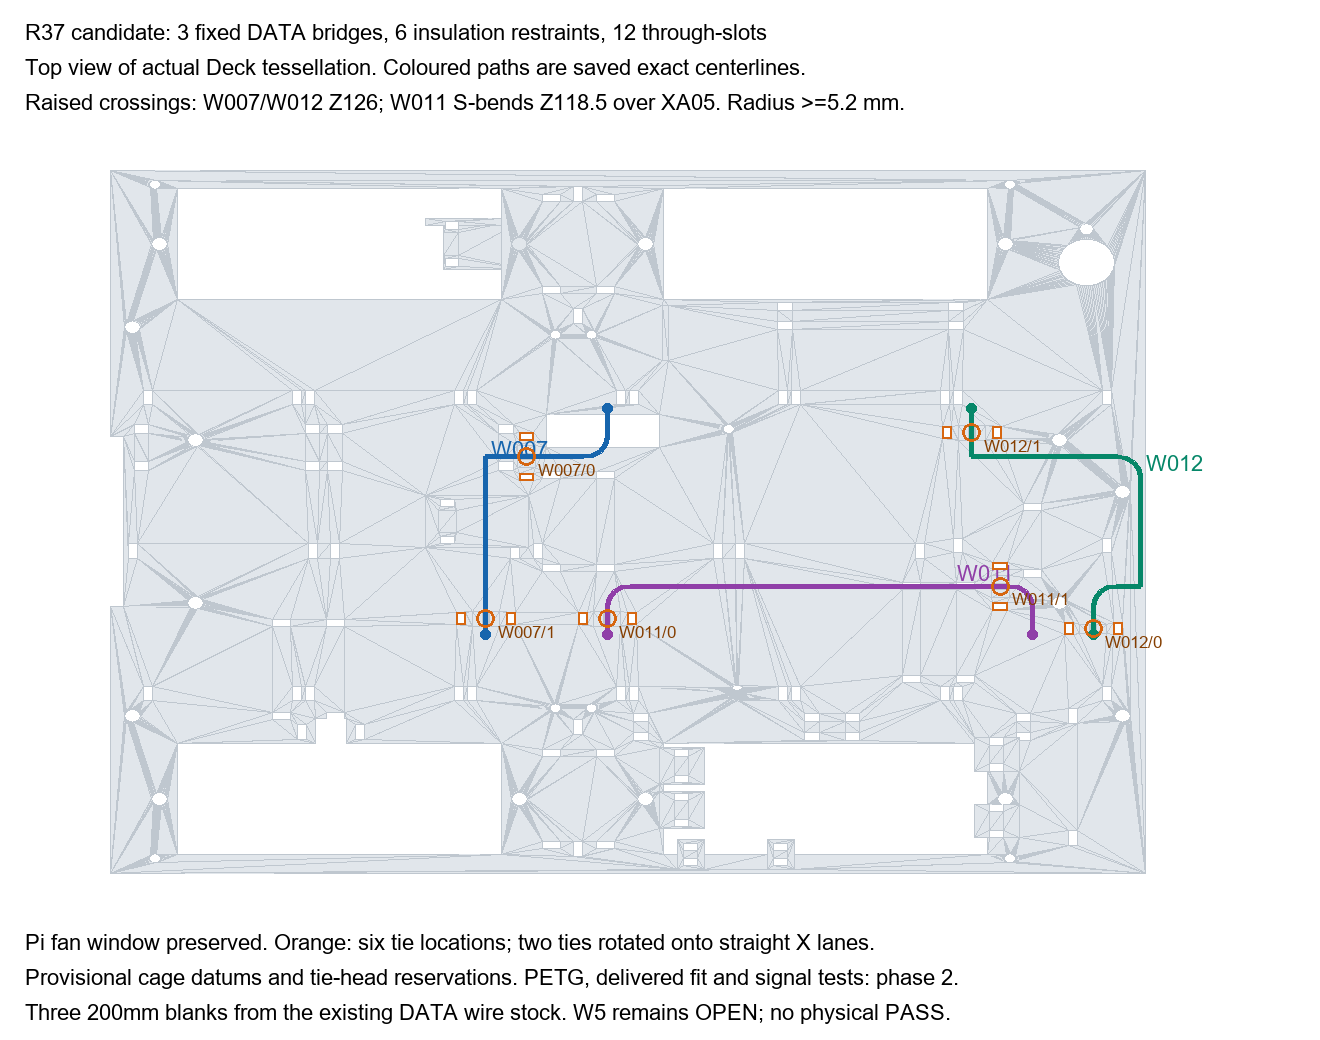 R37 candidate: 3 fixed DATA bridges, 6 insulation restraints, 12 through-slots
Top view of actual Deck tessellation. Coloured paths are saved exact centerlines.
Raised crossings: W007/W012 Z126; W011 S-bends Z118.5 over XA05. Radius >=5.2 mm.
W007
W007/0
W012/1
W012
W011
W011/1
W007/1
W011/0
W012/0
Pi fan window preserved. Orange: six tie locations; two ties rotated onto straight X lanes.
Provisional cage datums and tie-head reservations. PETG, delivered fit and signal tests: phase 2.
Three 200mm blanks from the existing DATA wire stock. W5 remains OPEN; no physical PASS.